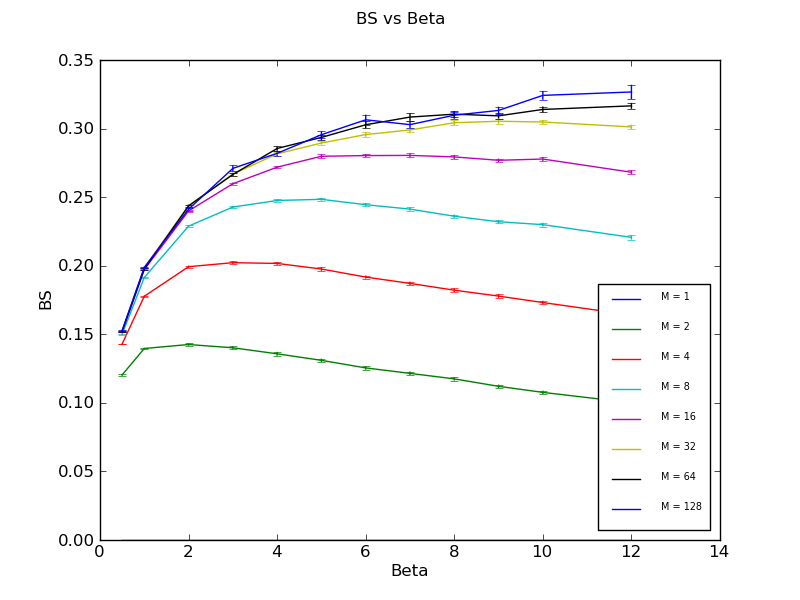 BS vs Beta
0.35
0.30
0.25
0.20
0.15
0.10
0.05
0.00
BS
M = 1
M = 2
M = 4
M = 8
M = 16
M = 32
M = 64
M = 128
0 2 4 6 8 10 12 14
Beta